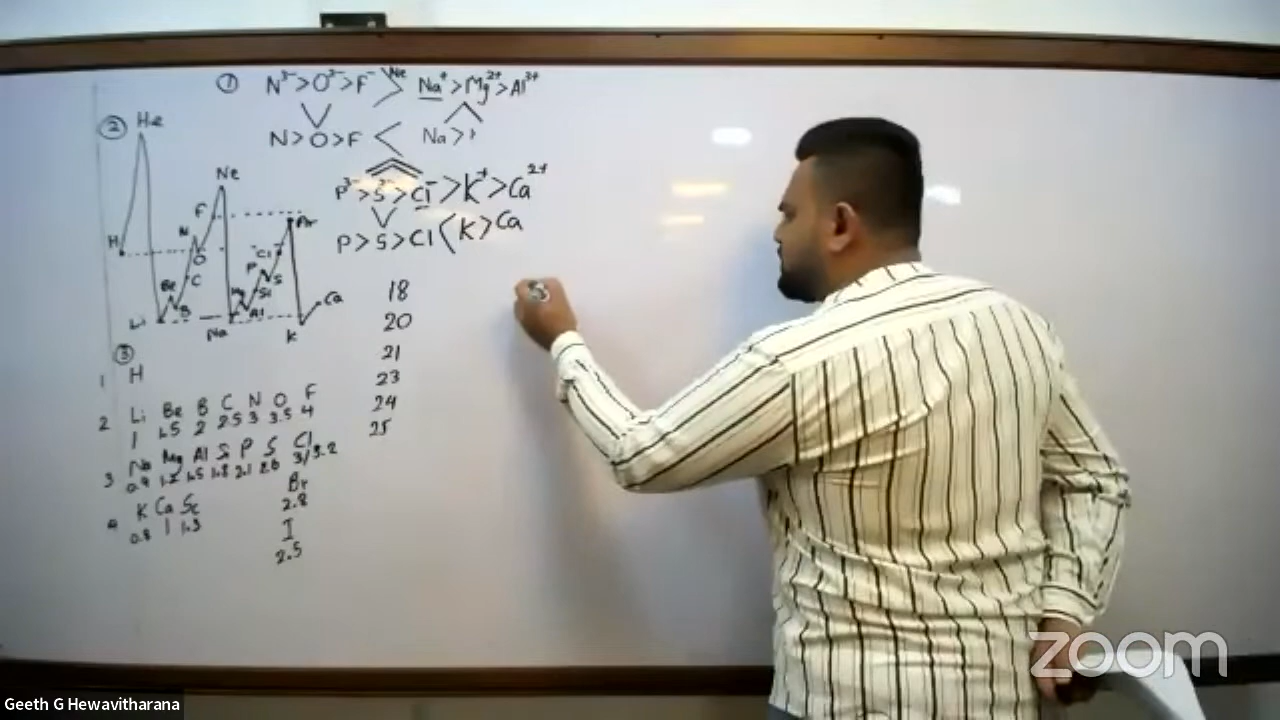 ① N³⁻>O²⁻>F⁻ > Ne Na⁺>Mg²⁺>Al³⁺
N>O>F < Na>
P³⁻>S²⁻>Cl⁻>K⁺>Ca²⁺
P>S>Cl<K>Ca
② He
Ne
F
Ar
N
H
O
Cl
P
S
C
Be
B
Mg
Si
Al
Ca
Li
Na
K
18
20
21
23
24
25
③
1 H
2 Li Be B C N O F
1 1.5 2 2.5 3 3.5 4
3 Na Mg Al Si P S Cl
0.9 1.2 1.5 1.8 2.1 2.6 3/3.2
Br
2.8
4 K Ca Sc
0.8 1 1.3
I
2.5
zoom
Geeth G Hewavitharana